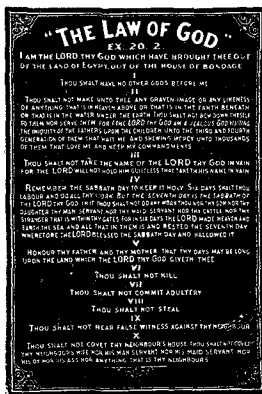 "THE LAW OF GOD"
EX. 20. 2.
I AM THE LORD THY GOD WHICH HAVE BROUGHT THEE OUT
OF THE LAND OF EGYPT, OUT OF THE HOUSE OF BONDAGE
I
THOU SHALT HAVE NO OTHER GODS BEFORE ME
II
THOU SHALT NOT MAKE UNTO THEE ANY GRAVEN IMAGE OR ANY LIKENESS
OF ANYTHING THAT IS IN HEAVEN ABOVE OR THAT IS IN THE EARTH BENEATH
OR THAT IS IN THE WATER UNDER THE EARTH THOU SHALT NOT BOW DOWN THYSELF
TO THEM NOR SERVE THEM FOR I THE LORD THY GOD AM A JEALOUS GOD VISITING
THE INIQUITY OF THE FATHERS UPON THE CHILDREN UNTO THE THIRD AND FOURTH
GENERATION OF THEM THAT HATE ME AND SHEWING MERCY UNTO THOUSANDS
OF THEM THAT LOVE ME AND KEEP MY COMMANDMENTS
III
THOU SHALT NOT TAKE THE NAME OF THE LORD THY GOD IN VAIN
FOR THE LORD WILL NOT HOLD HIM GUILTLESS THAT TAKETH HIS NAME IN VAIN
IV
REMEMBER THE SABBATH DAY TO KEEP IT HOLY SIX DAYS SHALT THOU
LABOUR AND DO ALL THY WORK BUT THE SEVENTH DAY IS THE SABBATH OF
THE LORD THY GOD IN IT THOU SHALT NOT DO ANY WORK THOU NOR THY SON NOR THY
DAUGHTER THY MAN SERVANT NOR THY MAID SERVANT NOR THY CATTLE NOR THY
STRANGER THAT IS WITHIN THY GATES FOR IN SIX DAYS THE LORD MADE HEAVEN AND
EARTH THE SEA AND ALL THAT IN THEM IS AND RESTED THE SEVENTH DAY
WHEREFORE THE LORD BLESSED THE SABBATH DAY AND HALLOWED IT
V
HONOUR THY FATHER AND THY MOTHER THAT THY DAYS MAY BE LONG
UPON THE LAND WHICH THE LORD THY GOD GIVETH THEE
VI
THOU SHALT NOT KILL
VII
THOU SHALT NOT COMMIT ADULTERY
VIII
THOU SHALT NOT STEAL
IX
THOU SHALT NOT BEAR FALSE WITNESS AGAINST THY NEIGHBOUR
X
THOU SHALT NOT COVET THY NEIGHBOUR'S HOUSE THOU SHALT NOT COVET
THY NEIGHBOURS WIFE NOR HIS MAN SERVANT NOR HIS MAID SERVANT NOR
HIS OX NOR HIS ASS NOR ANYTHING THAT IS THY NEIGHBOURS